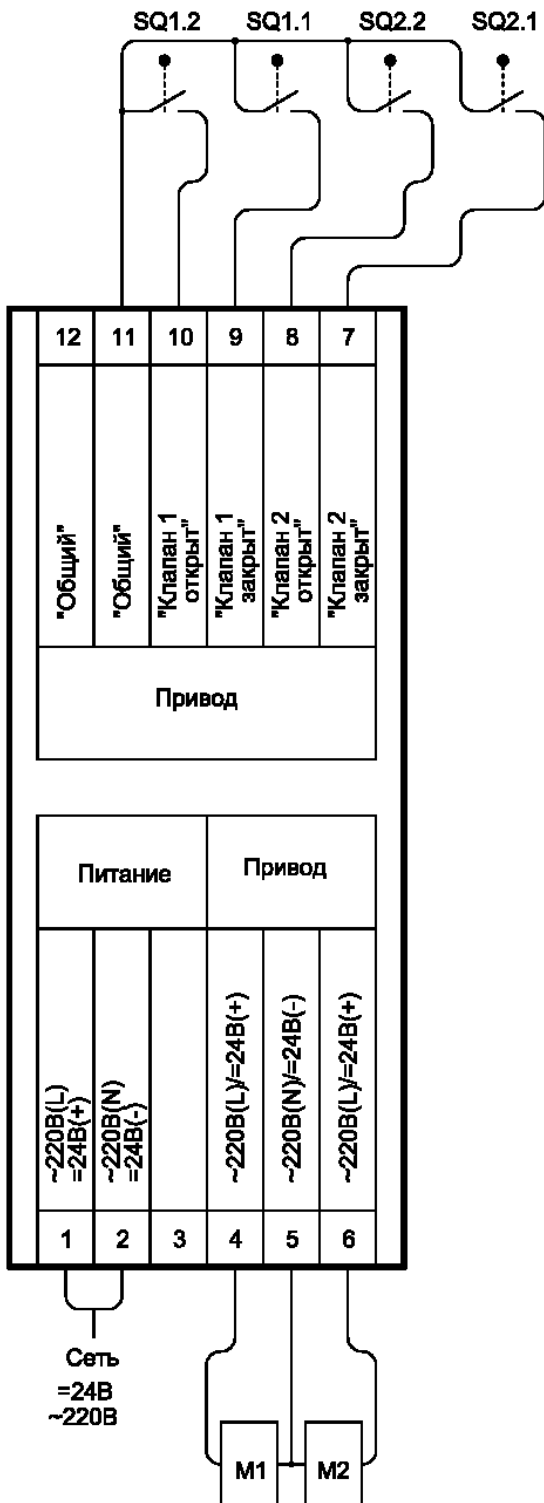 SQ1.2 SQ1.1 SQ2.2 SQ2.1
12 11 10 9 8 7
"Общий"
"Общий"
"Клапан 1
открыт"
"Клапан 1
закрыт"
"Клапан 2
открыт"
"Клапан 2
закрыт"
Привод
Питание Привод
~220В(L)
=24В(+)
~220В(N)
=24В(-)
~220В(L)/=24В(+)
~220В(N)/=24В(-)
~220В(L)/=24В(+)
1 2 3 4 5 6
Сеть
=24В
~220В
М1 М2